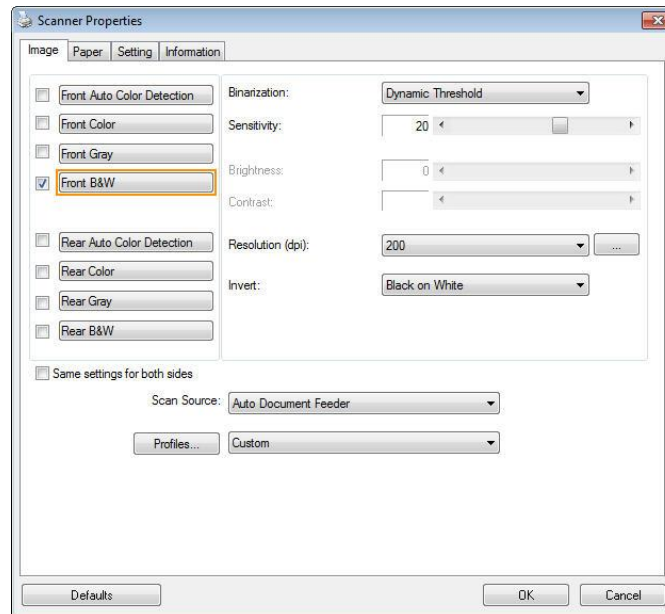 Scanner Properties
Image Paper Setting Information
Front Auto Color Detection
Front Color
Front Gray
Front B&W
Rear Auto Color Detection
Rear Color
Rear Gray
Rear B&W
Binarization: Dynamic Threshold
Sensitivity: 20
Brightness: 0
Contrast:
Resolution (dpi): 200 ...
Invert: Black on White
Same settings for both sides
Scan Source: Auto Document Feeder
Profiles... Custom
Defaults OK Cancel